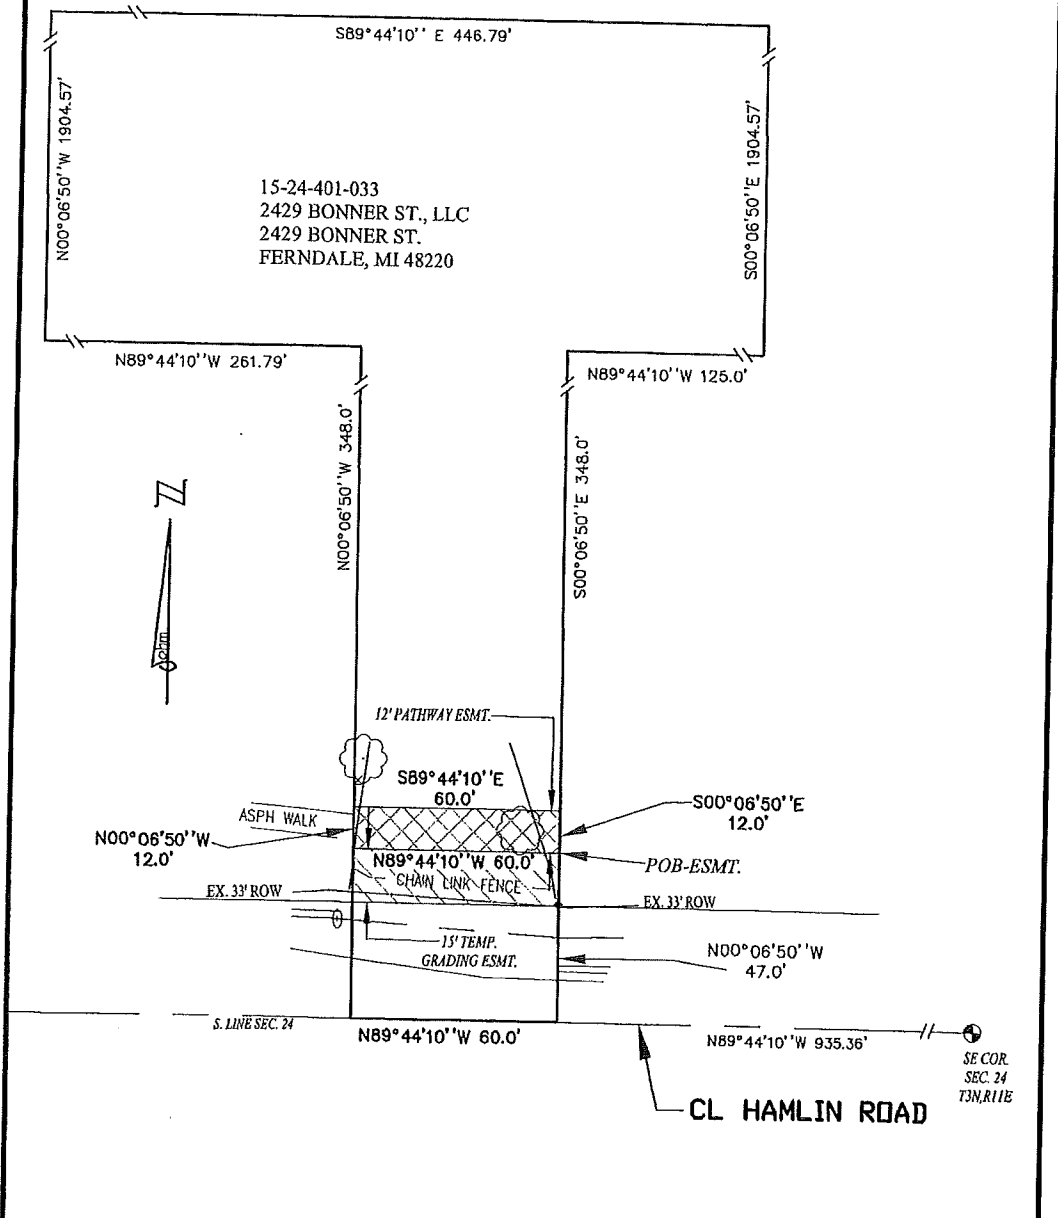 S89°44'10'' E 446.79'
N00°06'50''W 1904.57'
S00°06'50''E 1904.57'
15-24-401-033
2429 BONNER ST., LLC
2429 BONNER ST.
FERNDALE, MI 48220
N89°44'10''W 261.79'
N89°44'10''W 125.0'
N00°06'50''W 348.0'
S00°06'50''E 348.0'
N
ohm
12' PATHWAY ESMT.
S89°44'10''E
60.0'
S00°06'50''E
12.0'
ASPH WALK
N00°06'50''W
12.0'
N89°44'10''W 60.0'
POB-ESMT.
CHAIN LINK FENCE
EX. 33' ROW
EX. 33' ROW
15' TEMP.
GRADING ESMT.
N00°06'50''W
47.0'
S. LINE SEC. 24
N89°44'10''W 60.0'
N89°44'10''W 935.36'
SE COR.
SEC. 24
T3N,R11E
CL HAMLIN ROAD